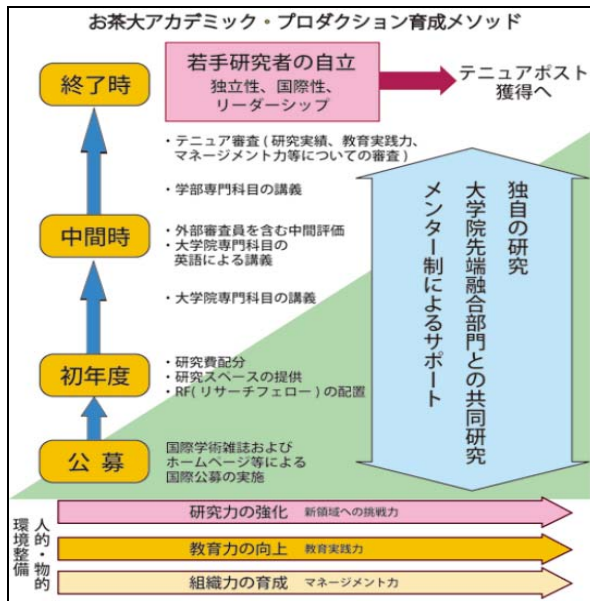 お茶大アカデミック・プロダクション育成メソッド
終了時
若手研究者の自立
独立性、国際性、
リーダーシップ
テニュアポスト
獲得へ
・テニュア審査(研究実績、教育実践力、
マネージメント力等についての審査)
・学部専門科目の講義
中間時
・外部審査員を含む中間評価
・大学院専門科目の
英語による講義
・大学院専門科目の講義
初年度
・研究費配分
・研究スペースの提供
・RF(リサーチフェロー)の配置
公募
国際学術雑誌および
ホームページ等による
国際公募の実施
独自の研究
大学院先端融合部門との共同研究
メンター制によるサポート
人的・物的
環境整備
研究力の強化 新領域への挑戦力
教育力の向上 教育実践力
組織力の育成 マネージメント力